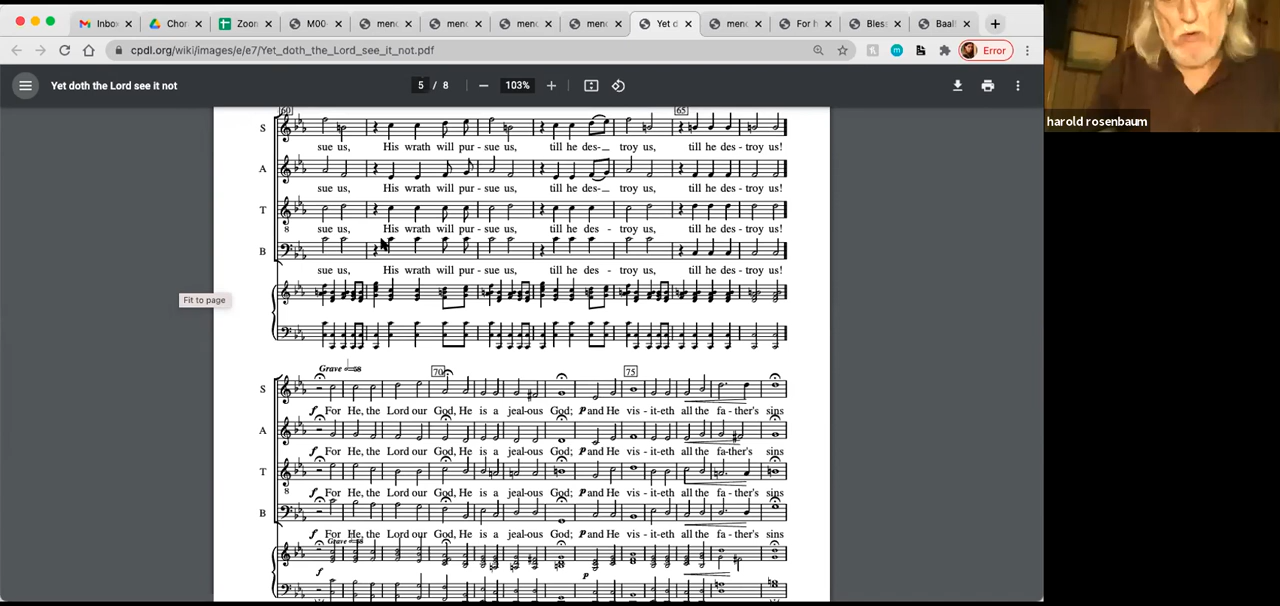 Inbox
Chor
Zoom
M00
menc
menc
menc
menc
Yet d
menc
For h
Bless
Baal
cpdl.org/wiki/images/e/e7/Yet_doth_the_Lord_see_it_not.pdf
Error
Yet doth the Lord see it not
5 / 8
103%
harold rosenbaum
60
65
S
sue us, His wrath will pur - sue us, till he des - troy us, till he des - troy us!
A
sue us, His wrath will pur - sue us, till he des - troy us, till he des - troy us!
T
8
sue us, His wrath will pur - sue us, till he des - troy us, till he des - troy us!
B
sue us, His wrath will pur - sue us, till he des - troy us, till he des - troy us!
Fit to page
Grave
70
75
S
f For He, the Lord our God, He is a jeal-ous God; p and He vis - it-eth all the fa - ther's sins
A
f For He, the Lord our God, He is a jeal-ous God; p and He vis - it-eth all the fa-ther's sins
T
8
f For He, the Lord our God, He is a jeal-ous God; p and He vis - it-eth all the fa - ther's sins
B
f For He, the Lord our God, He is a jeal-ous God; p and He vis - it-eth all the fa - ther's sins
Grave
f
p